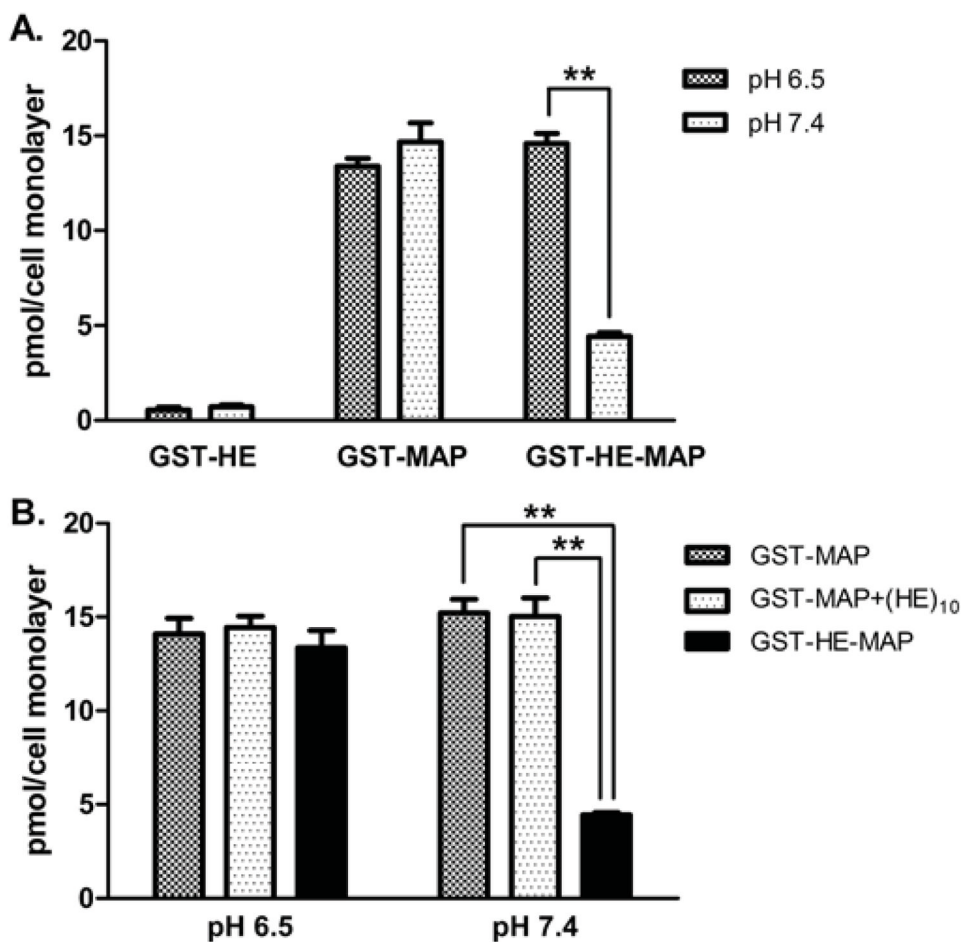 A.
pmol/cell monolayer
20
15
10
5
0
**
pH 6.5
pH 7.4
GST-HE GST-MAP GST-HE-MAP
B.
pmol/cell monolayer
20
15
10
5
0
**
**
GST-MAP
GST-MAP+(HE)10
GST-HE-MAP
pH 6.5 pH 7.4